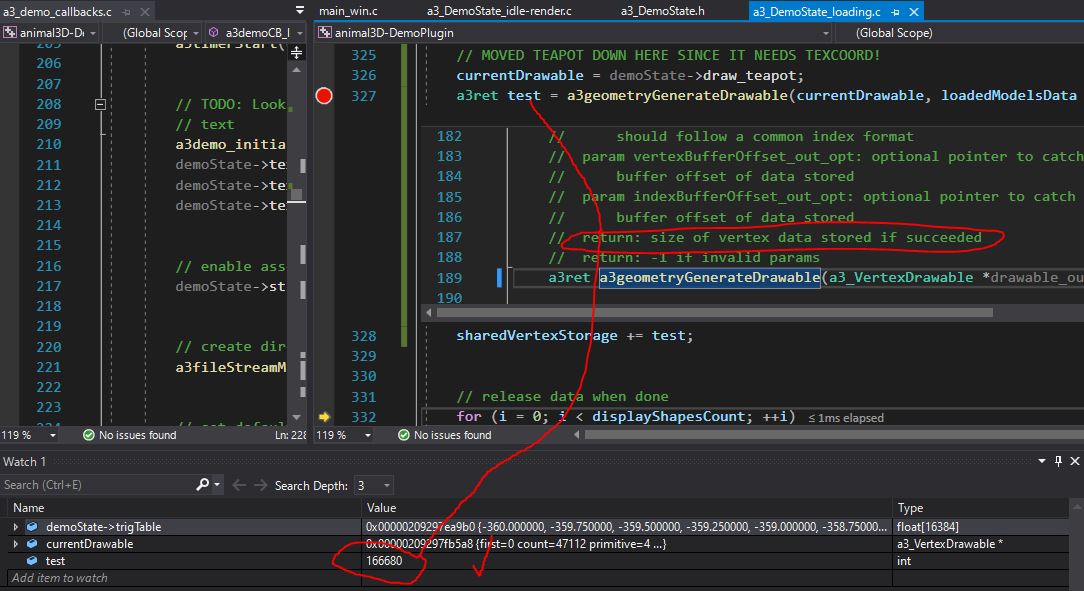 a3_demo_callbacks.c
main_win.c a3_DemoState_idle-render.c a3_DemoState.h a3_DemoState_loading.c
animal3D-De (Global Scop a3demoCB_l
animal3D-DemoPlugin (Global Scope)
205 a3timerStart(
206
207
208 // TODO: Look
209 // text
210 a3demo_initia
211 demoState->te
212 demoState->te
213 demoState->te
214
215
216 // enable ass
217 demoState->st
218
219
220 // create dir
221 a3fileStreamM
222
223
224 // set defaul
119 % No issues found Ln: 228
325 // MOVED TEAPOT DOWN HERE SINCE IT NEEDS TEXCOORD!
326 currentDrawable = demoState->draw_teapot;
327 a3ret test = a3geometryGenerateDrawable(currentDrawable, loadedModelsData
182 // should follow a common index format
183 // param vertexBufferOffset_out_opt: optional pointer to catch
184 // buffer offset of data stored
185 // param indexBufferOffset_out_opt: optional pointer to catch
186 // buffer offset of data stored
187 // return: size of vertex data stored if succeeded
188 // return: -1 if invalid params
189 a3ret a3geometryGenerateDrawable(a3_VertexDrawable *drawable_ou
190
328 sharedVertexStorage += test;
329
330
331 // release data when done
332 for (i = 0; i < displayShapesCount; ++i) ≤ 1ms elapsed
119 % No issues found
Watch 1
Search (Ctrl+E) Search Depth: 3
Name Value Type
demoState->trigTable 0x00000209297ea9b0 {-360.000000, -359.750000, -359.500000, -359.250000, -359.000000, -358.75000... float[16384]
currentDrawable 0x00000209297fb5a8 {first=0 count=47112 primitive=4 ...} a3_VertexDrawable *
test 166680 int
Add item to watch